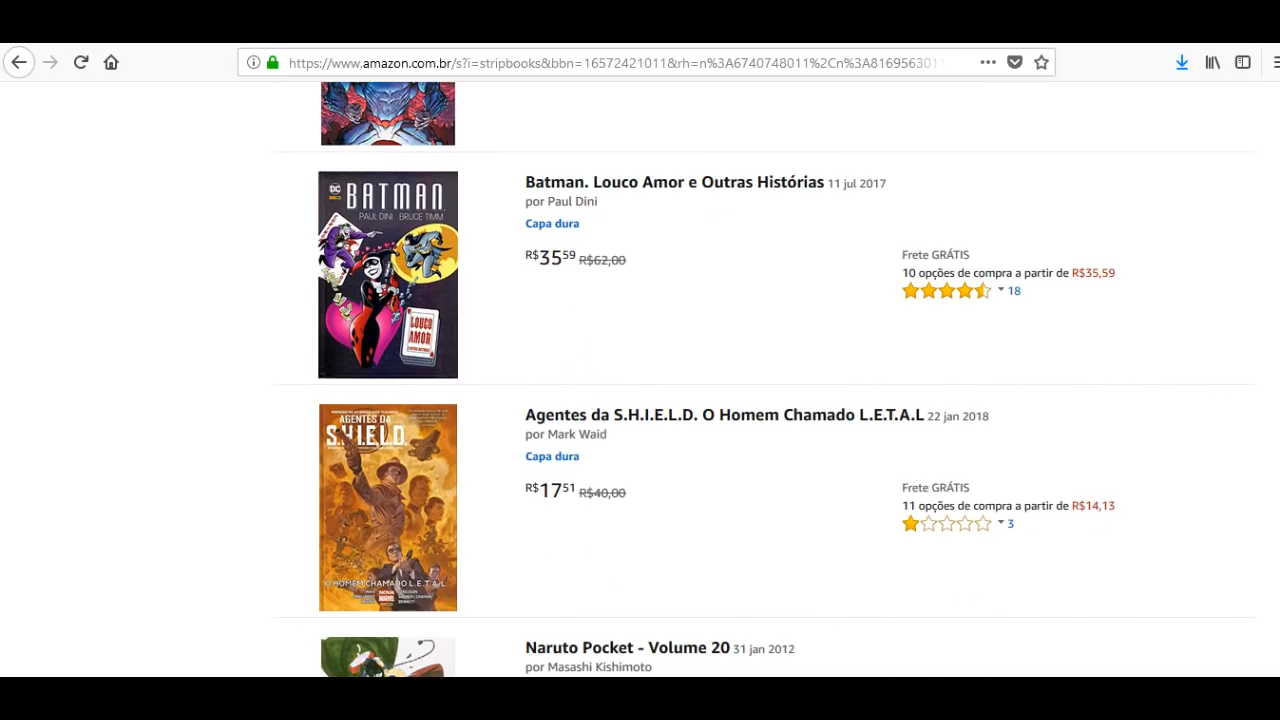 https://www.amazon.com.br/s?i=stripbooks&bbn=16572421011&rh=n%3A6740748011%2Cn%3A816956301
BATMAN
PAUL DINI BRUCE TIMM
LOUCO
AMOR
Batman. Louco Amor e Outras Histórias 11 jul 2017
por Paul Dini
Capa dura
R$3559 R$62,00
Frete GRÁTIS
10 opções de compra a partir de R$35,59
18
AGENTES DA
S.H.I.E.L.D.
O HOMEM CHAMADO L.E.T.A.L
Agentes da S.H.I.E.L.D. O Homem Chamado L.E.T.A.L 22 jan 2018
por Mark Waid
Capa dura
R$1751 R$40,00
Frete GRÁTIS
11 opções de compra a partir de R$14,13
3
Naruto Pocket - Volume 20 31 jan 2012
por Masashi Kishimoto